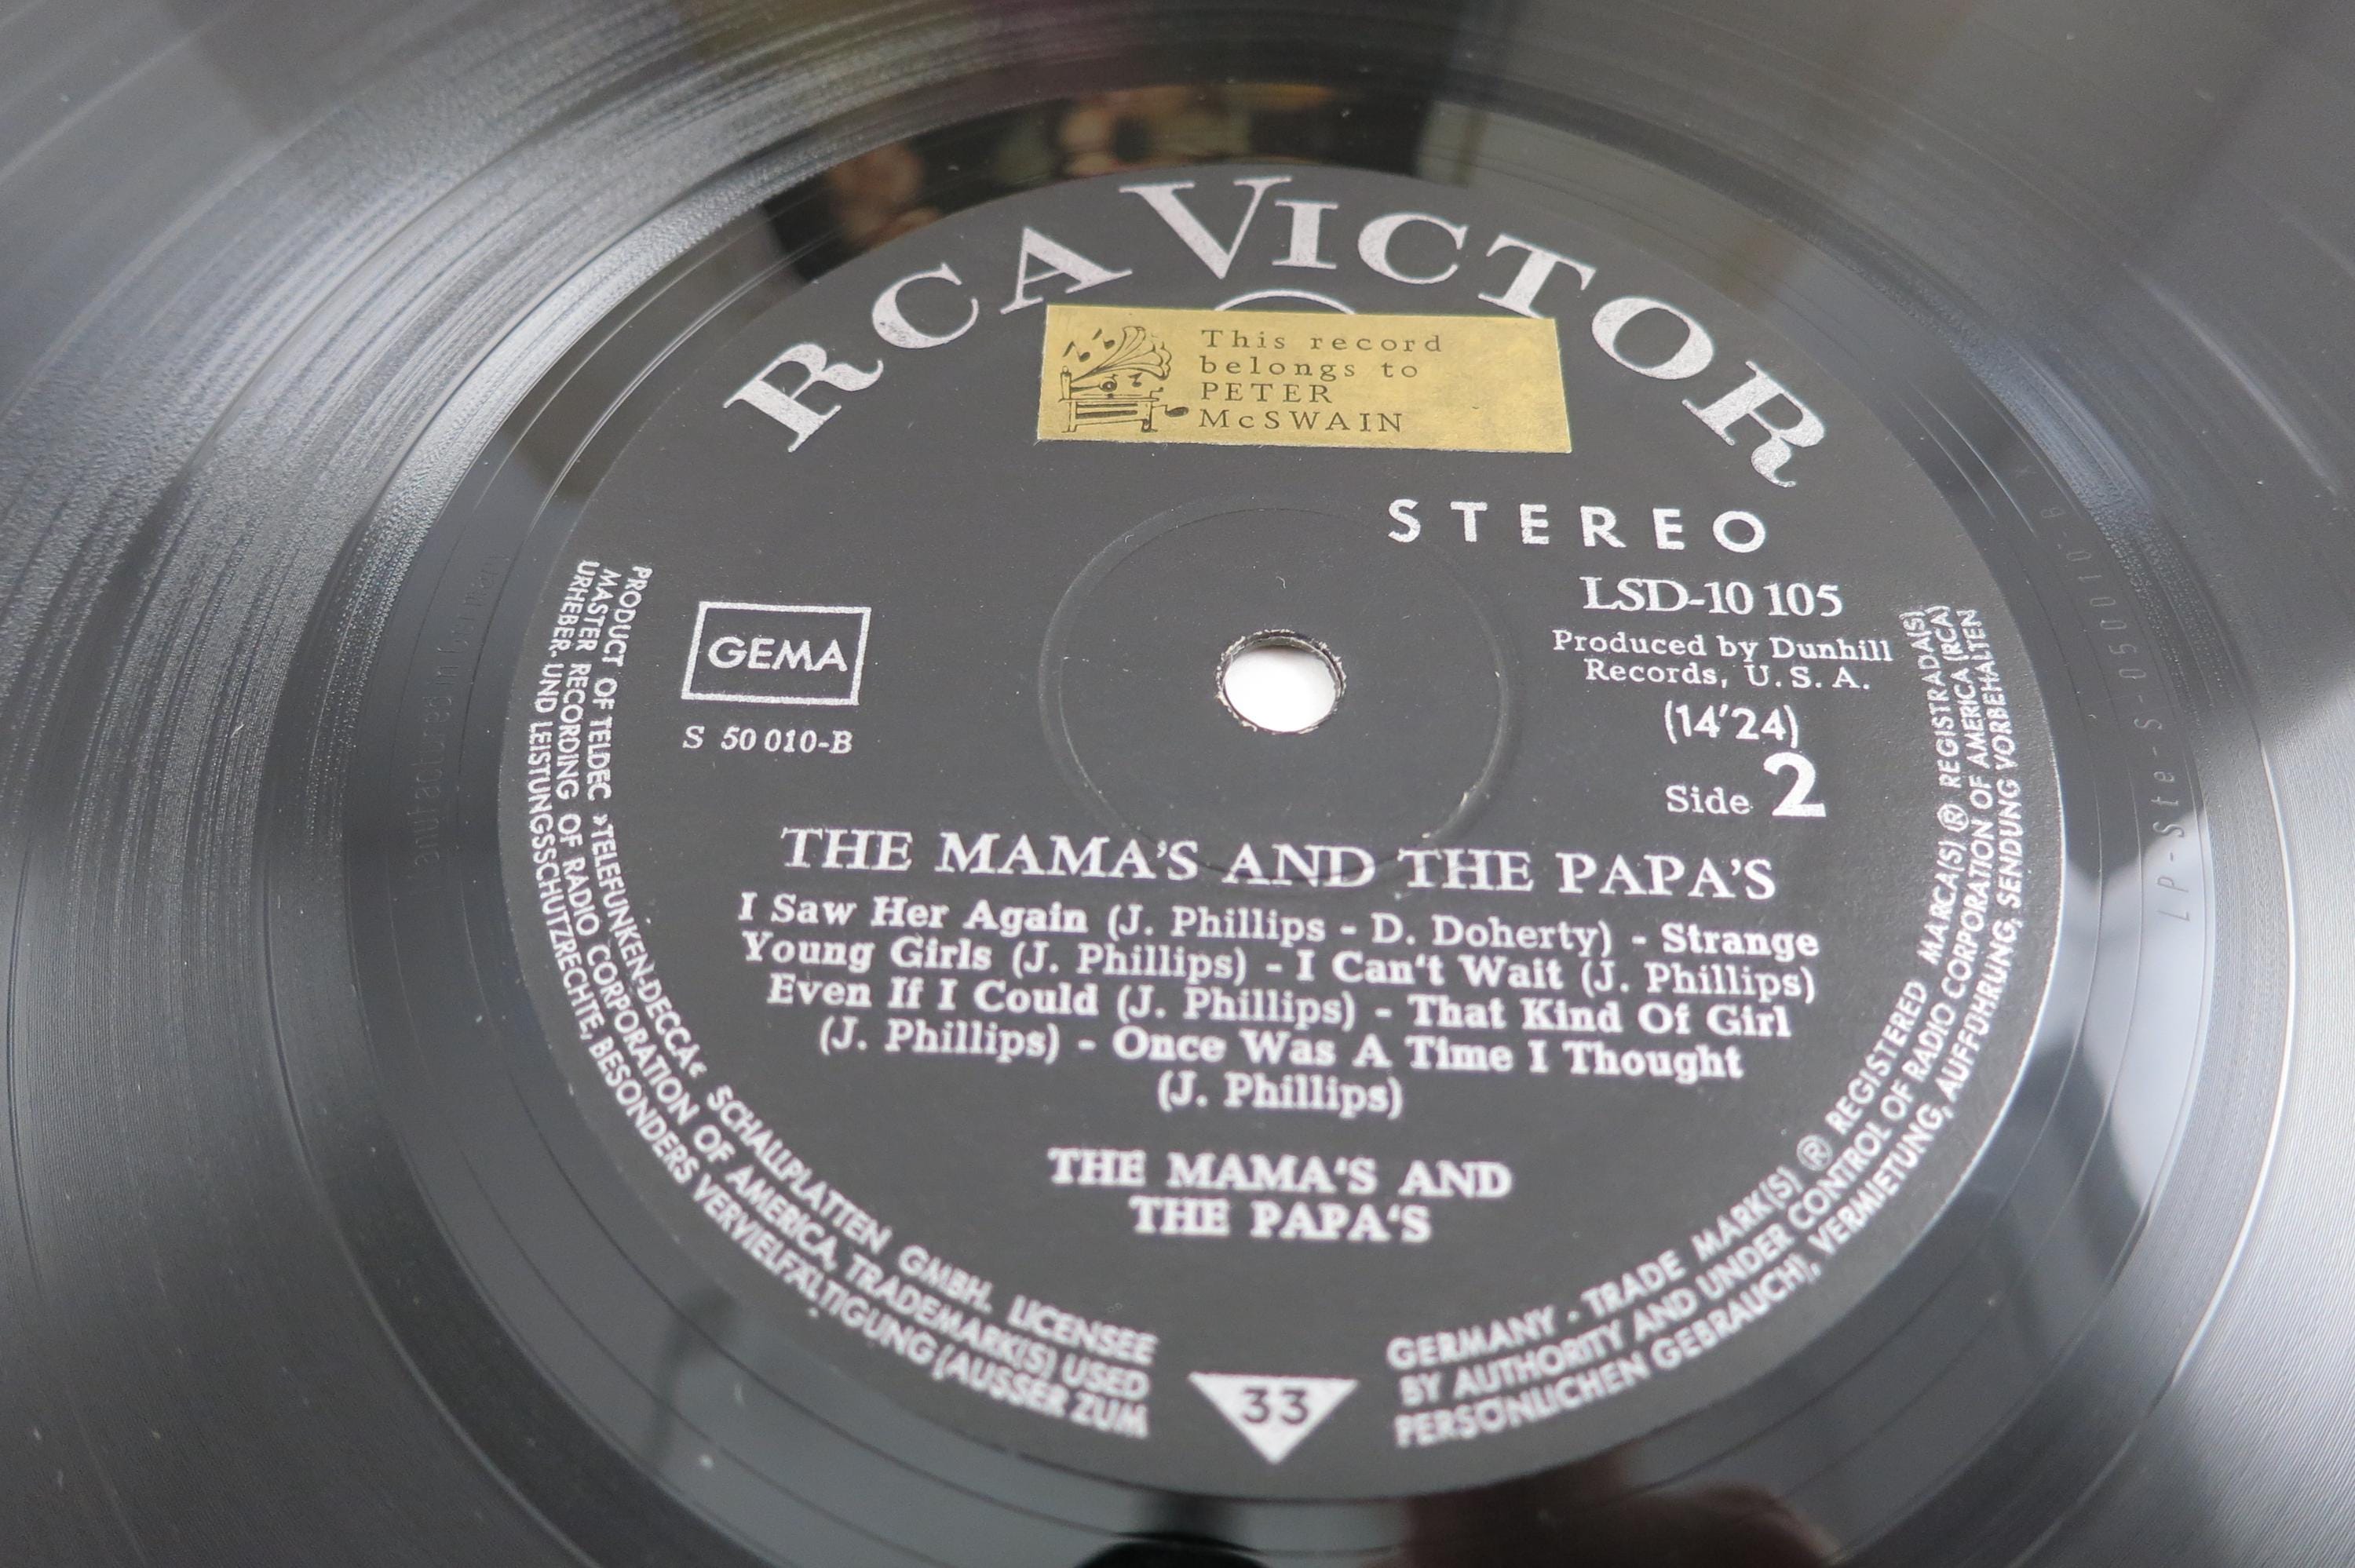 RCA VICTOR
This record
belongs to
PETER
McSWAIN
STEREO
LSD-10 105
Produced by Dunhill
Records, U. S. A.
(14'24)
Side 2
GEMA
S 50 010-B
THE MAMA'S AND THE PAPA'S
I Saw Her Again (J. Phillips - D. Doherty) - Strange
Young Girls (J. Phillips) - I Can't Wait (J. Phillips)
Even If I Could (J. Phillips) - That Kind Of Girl
(J. Phillips) - Once Was A Time I Thought
(J. Phillips)
THE MAMA'S AND
THE PAPA'S
PRODUCT OF TELDEC »TELEFUNKEN-DECCA« SCHALLPLATTEN GMBH. LICENSEE
MASTER RECORDING OF RADIO CORPORATION OF AMERICA, TRADEMARK(S) USED
URHEBER- UND LEISTUNGSSCHUTZRECHTE, BESONDERS VERVIELFÄLTIGUNG (AUSSER ZUM
33
GERMANY - TRADE MARK(S) ® REGISTERED MARCA(S) ® REGISTRADA(S)
BY AUTHORITY AND UNDER CONTROL OF RADIO CORPORATION OF AMERICA (RCA)
PERSÖNLICHEN GEBRAUCH), VERMIETUNG, AUFFÜHRUNG, SENDUNG VORBEHALTEN